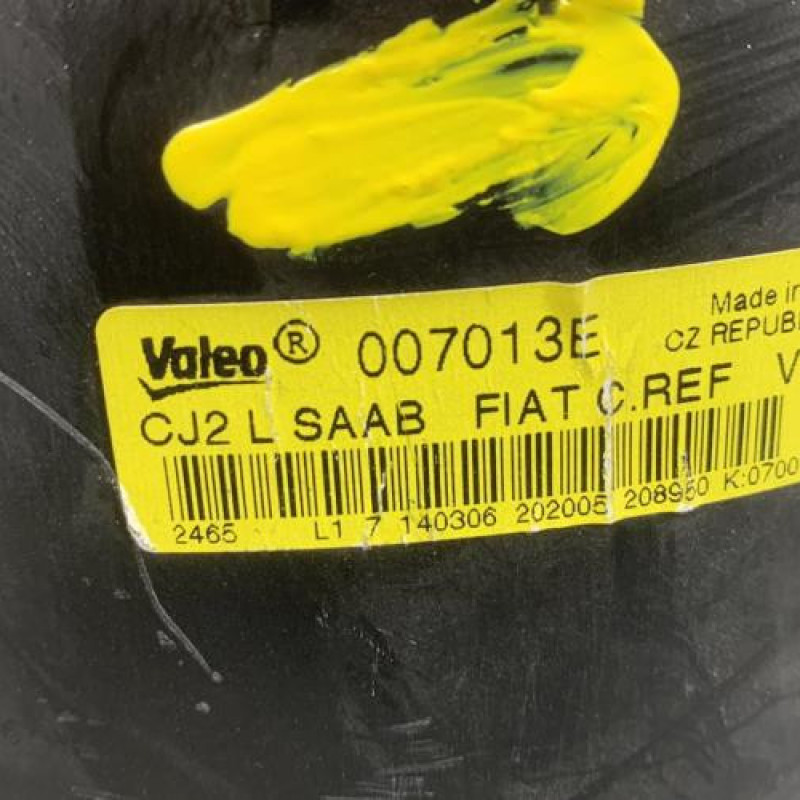 Valeo® 007013E Made in
CZ REPUB
CJ2 L SAAB FIAT C.REF V
2465 L1 7 140306 202005 208950 K:0700